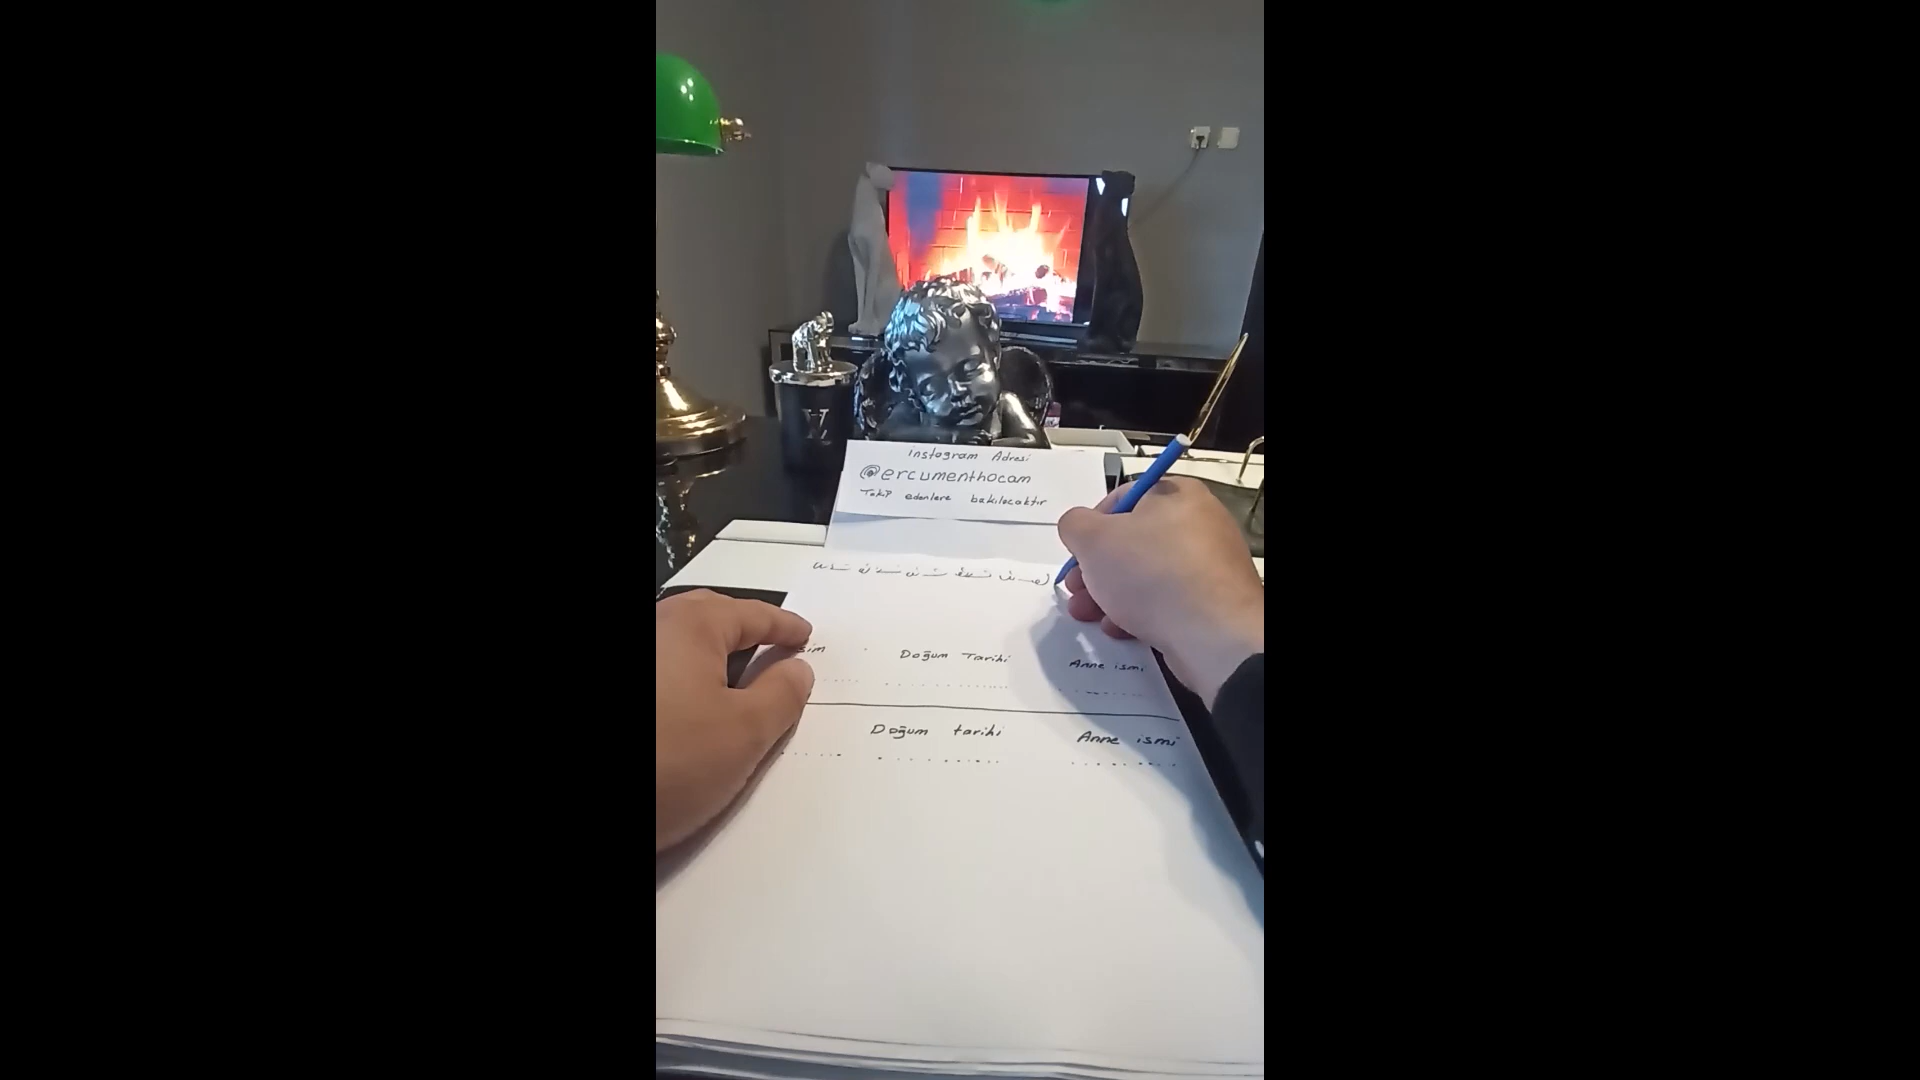 instagram Adresi
@ercumenthocam
Takip edenlere bakılacaktır
Doğum Tarihi
Anne ismi
Doğum tarihi
Anne ismi